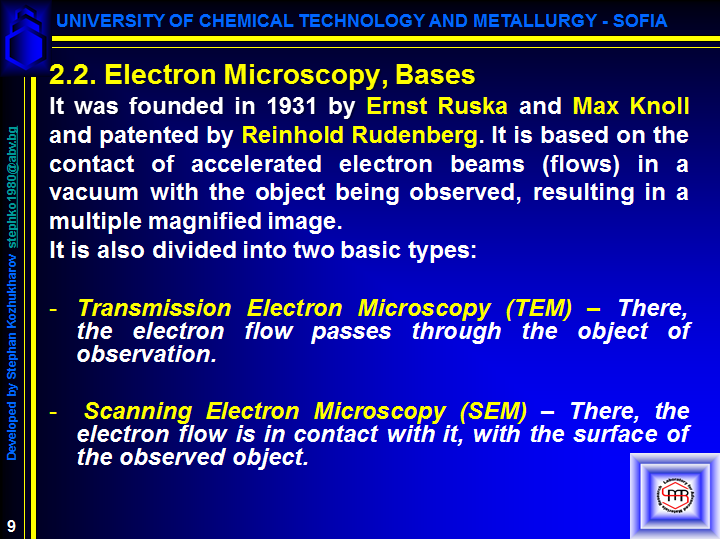 UNIVERSITY OF CHEMICAL TECHNOLOGY AND METALLURGY - SOFIA
2.2. Electron Microscopy, Bases
It was founded in 1931 by Ernst Ruska and Max Knoll
and patented by Reinhold Rudenberg. It is based on the
contact of accelerated electron beams (flows) in a
vacuum with the object being observed, resulting in a
multiple magnified image.
It is also divided into two basic types:
- Transmission Electron Microscopy (TEM) – There,
the electron flow passes through the object of
observation.
- Scanning Electron Microscopy (SEM) – There, the
electron flow is in contact with it, with the surface of
the observed object.
Developed by Stephan Kozhukharov stephko1980@abv.bg
9
Laboratory for Advanced
Materials Research